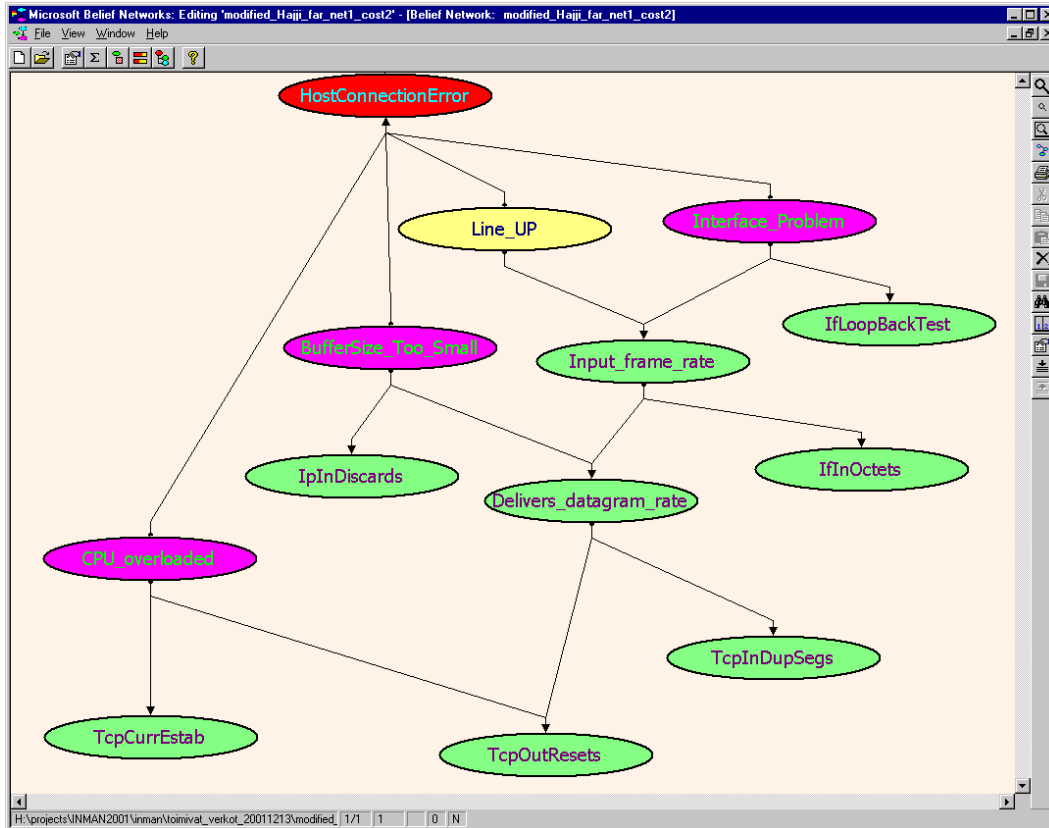 Microsoft Belief Networks: Editing 'modified_Hajji_far_net1_cost2' - [Belief Network: modified_Hajji_far_net1_cost2]
File View Window Help
HostConnectionError
Line_UP
Interface_Problem
IfLoopBackTest
BufferSize_Too_Small
Input_frame_rate
IpInDiscards
IfInOctets
Delivers_datagram_rate
CPU_overloaded
TcpInDupSegs
TcpCurrEstab
TcpOutResets
H:\projects\INMAN2001\inman\toimivat_verkot_20011213\modified_ 1/1 1 0 N